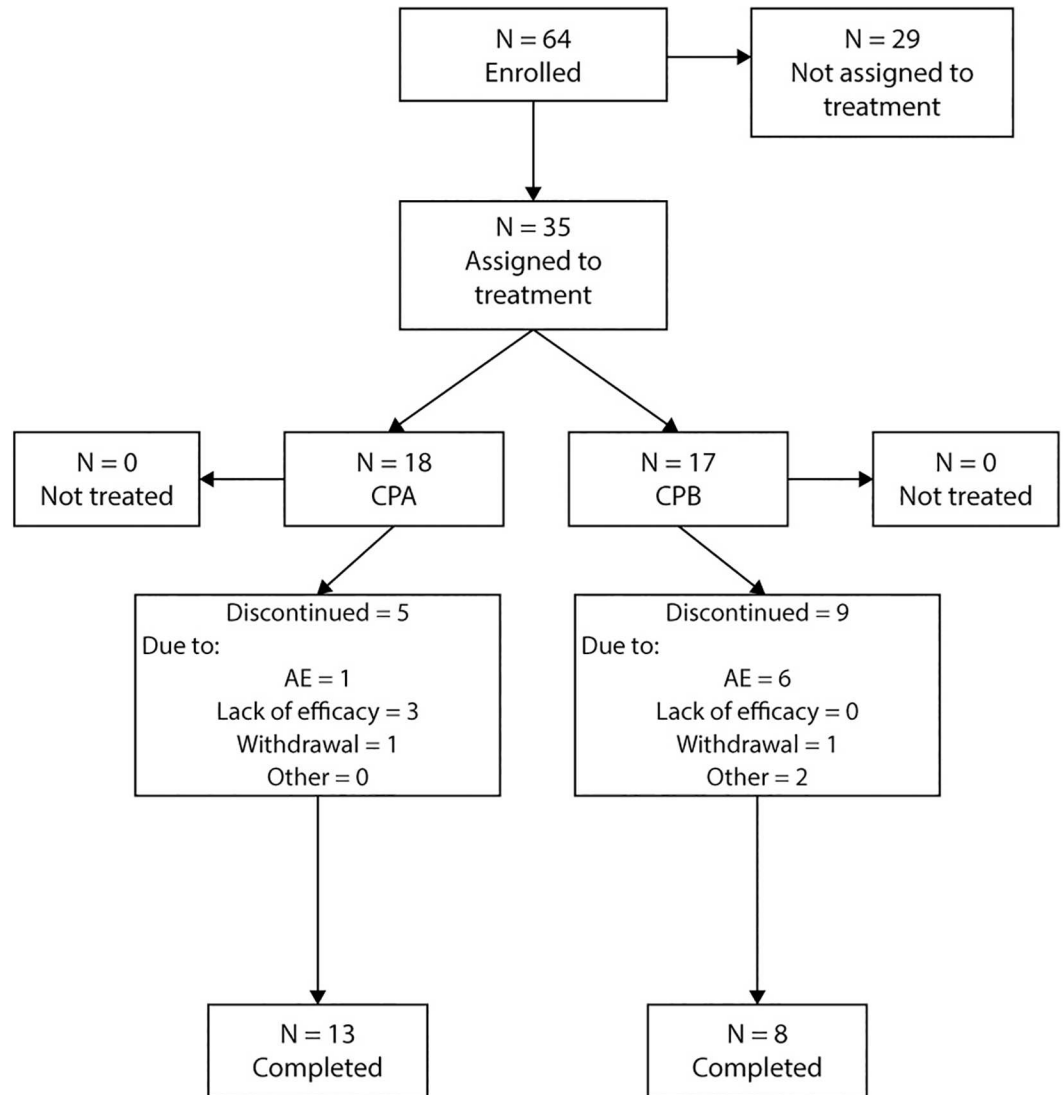 N = 64
Enrolled
N = 29
Not assigned to
treatment
N = 35
Assigned to
treatment
N = 0
Not treated
N = 18
CPA
N = 17
CPB
N = 0
Not treated
Discontinued = 5
Due to:
AE = 1
Lack of efficacy = 3
Withdrawal = 1
Other = 0
Discontinued = 9
Due to:
AE = 6
Lack of efficacy = 0
Withdrawal = 1
Other = 2
N = 13
Completed
N = 8
Completed